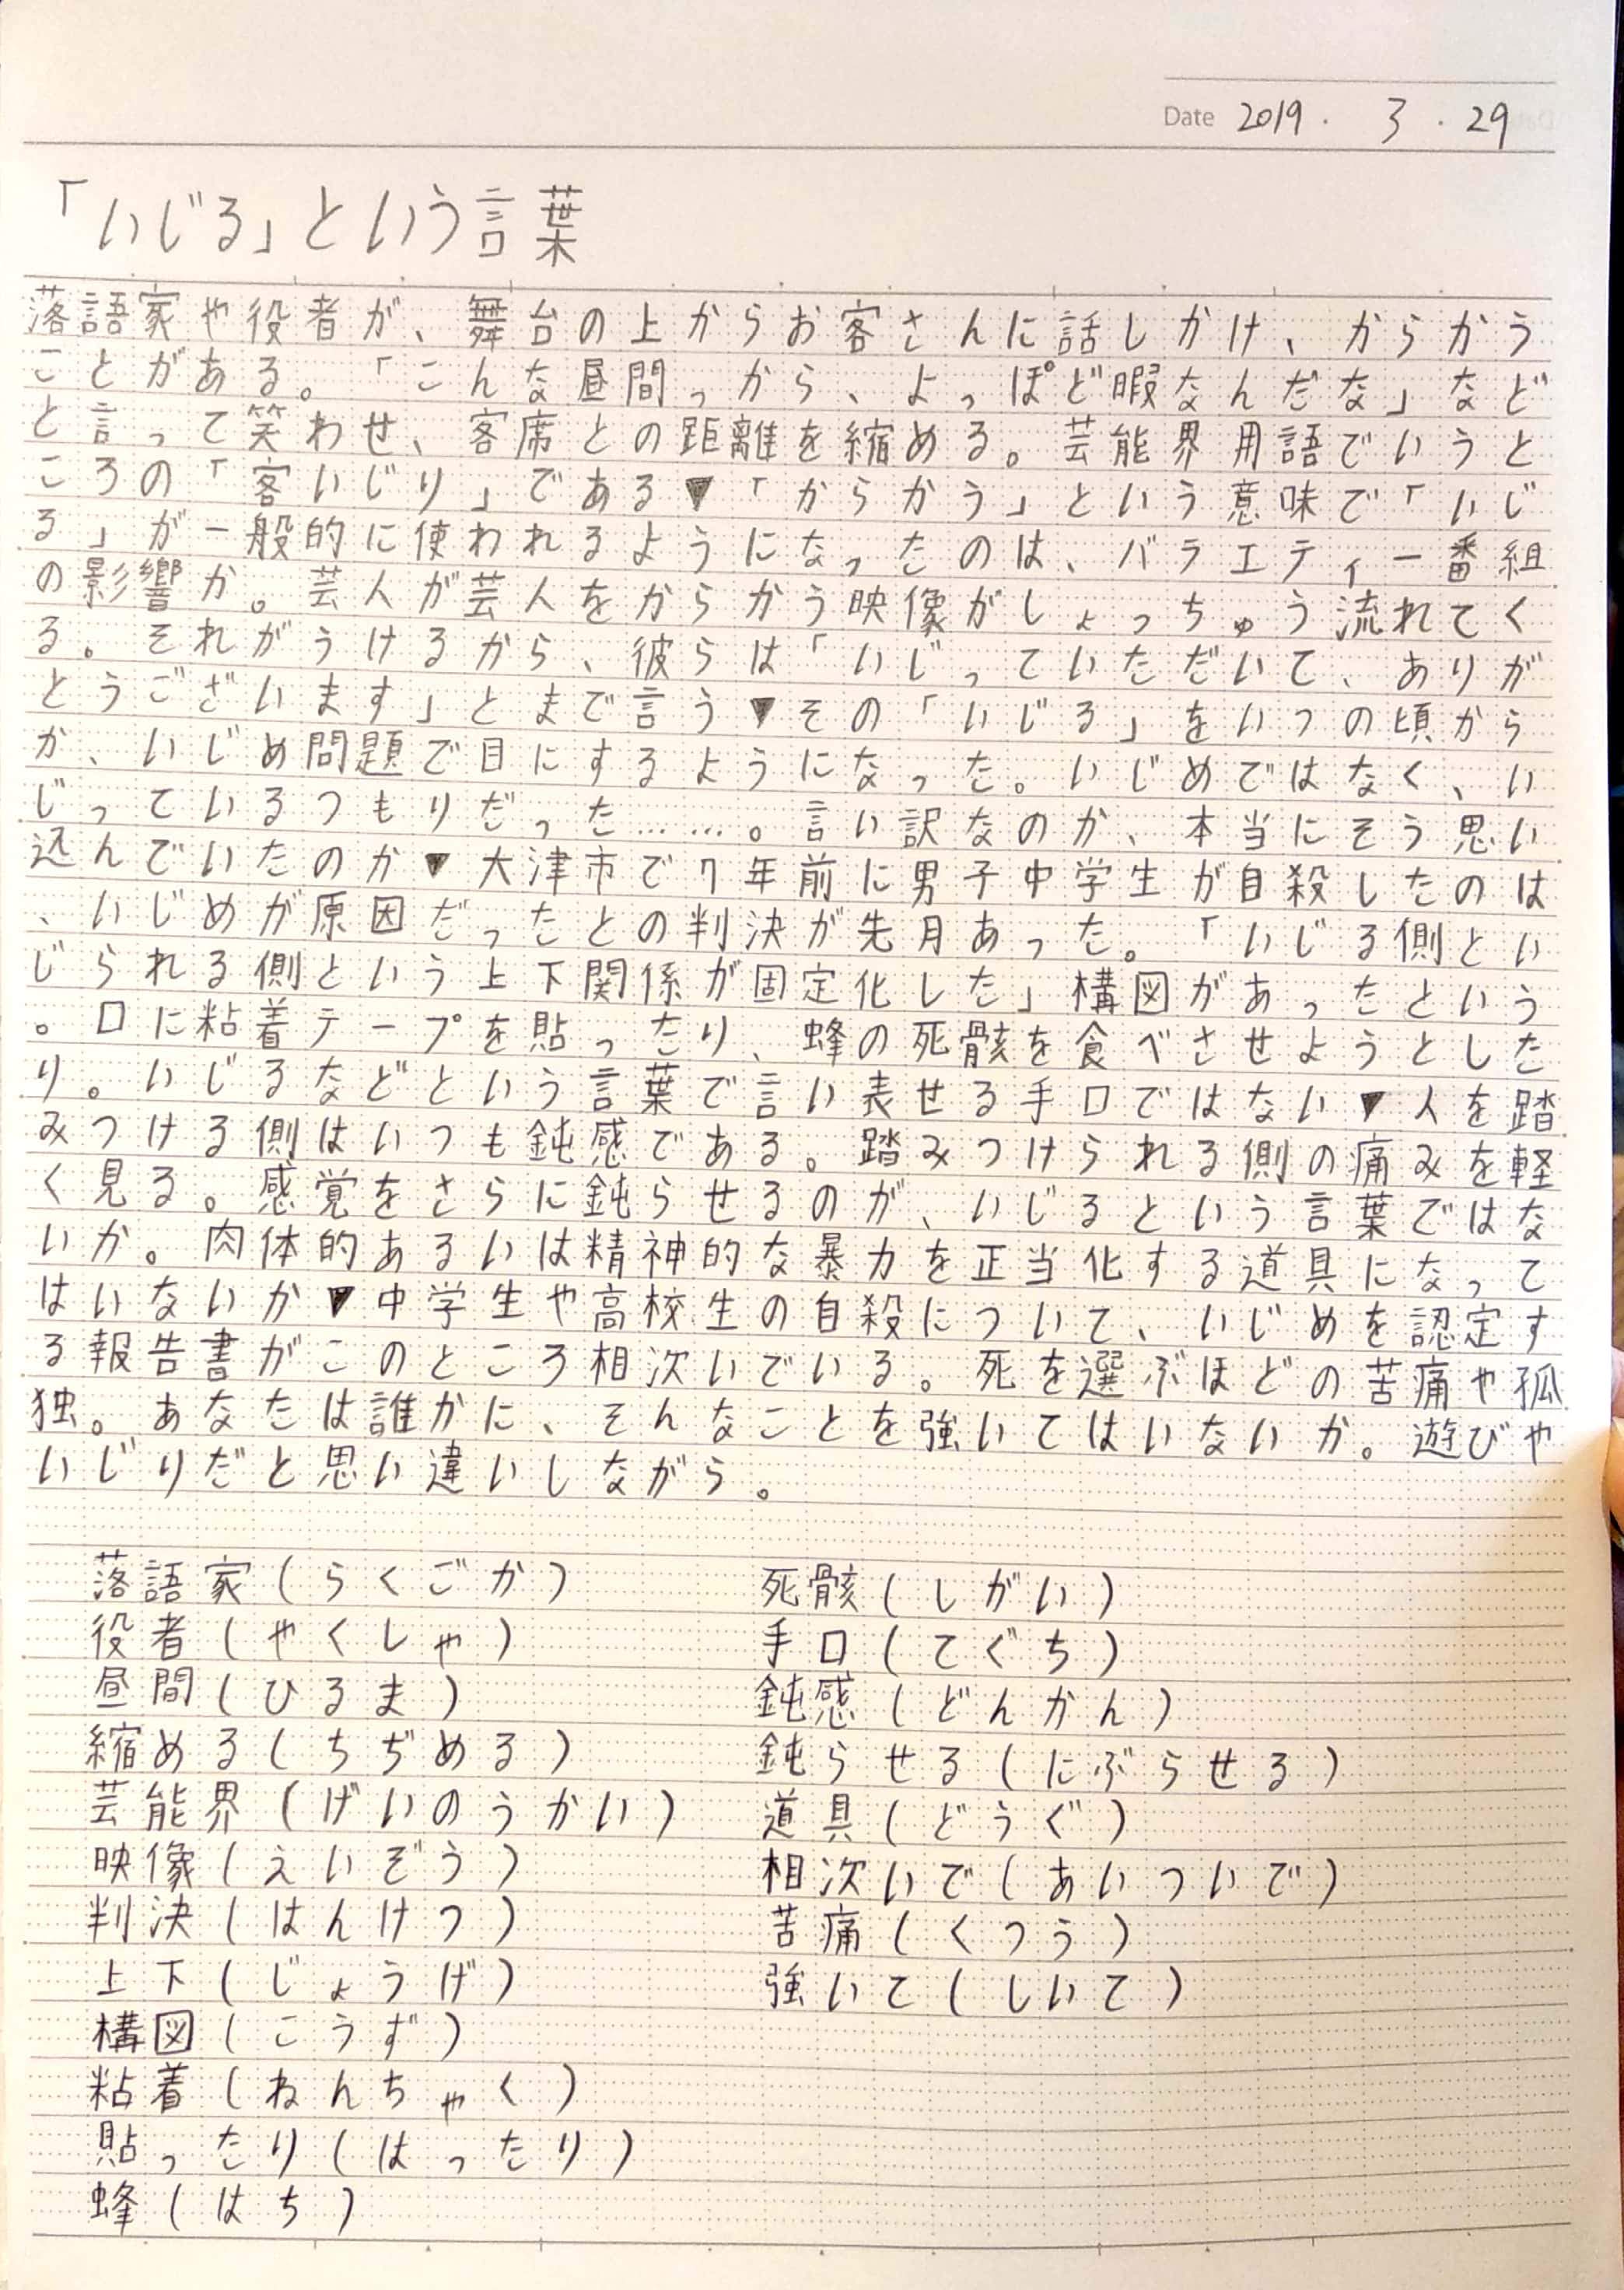 Date 2019 . 3 . 29
「いじる」という言葉
落語家や役者が、舞台の上からお客さんに話しかけ、からかう
ことがある。「こんな昼間っから、よっぽど暇なんだな」など
と言って笑わせ、客席との距離を縮める。芸能界用語でいうと
ころの「客いじり」である▼「からかう」という意味で「いじ
る」が一般的に使われるようになったのは、バラエティー番組
の影響か。芸人が芸人をからかう映像がしょっちゅう流れてく
る。それがうけるから、彼らは「いじっていただいて、ありが
とうございます」とまで言う▼その「いじる」をいつの頃から
か、いじめ問題で目にするようになった。いじめではなく、い
じっているつもりだった……。言い訳なのか、本当にそう思い
込んでいたのか▼大津市で7年前に男子中学生が自殺したのは
、いじめが原因だったとの判決が先月あった。「いじる側とい
じられる側という上下関係が固定化した」構図があったという
。口に粘着テープを貼ったり、蜂の死骸を食べさせようとした
り。いじるなどという言葉で言い表せる手口ではない▼人を踏
みつける側はいつも鈍感である。踏みつけられる側の痛みを軽
く見る。感覚をさらに鈍らせるのが、いじるという言葉ではな
いか。肉体的あるいは精神的な暴力を正当化する道具になって
はいないか▼中学生や高校生の自殺について、いじめを認定す
る報告書がこのところ相次いでいる。死を選ぶほどの苦痛や孤
独。あなたは誰かに、そんなことを強いてはいないか。遊びや
いじりだと思い違いしながら。
落語家(らくごか)
役者(やくしゃ)
昼間(ひるま)
縮める(ちぢめる)
芸能界(げいのうかい)
映像(えいぞう)
判決(はんけつ)
上下(じょうげ)
構図(こうず)
粘着(ねんちゃく)
貼ったり(はったり)
蜂(はち)
死骸(しがい)
手口(てぐち)
鈍感(どんかん)
鈍らせる(にぶらせる)
道具(どうぐ)
相次いで(あいついで)
苦痛(くつう)
強いて(しいて)